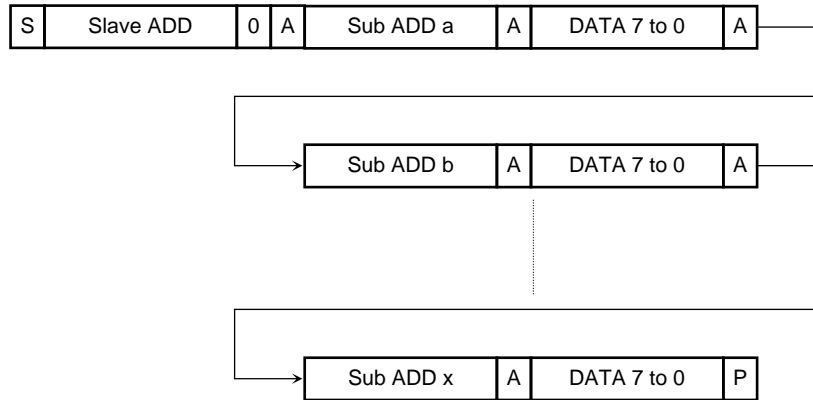 S Slave ADD 0 A Sub ADD a A DATA 7 to 0 A
Sub ADD b A DATA 7 to 0 A
Sub ADD x A DATA 7 to 0 P